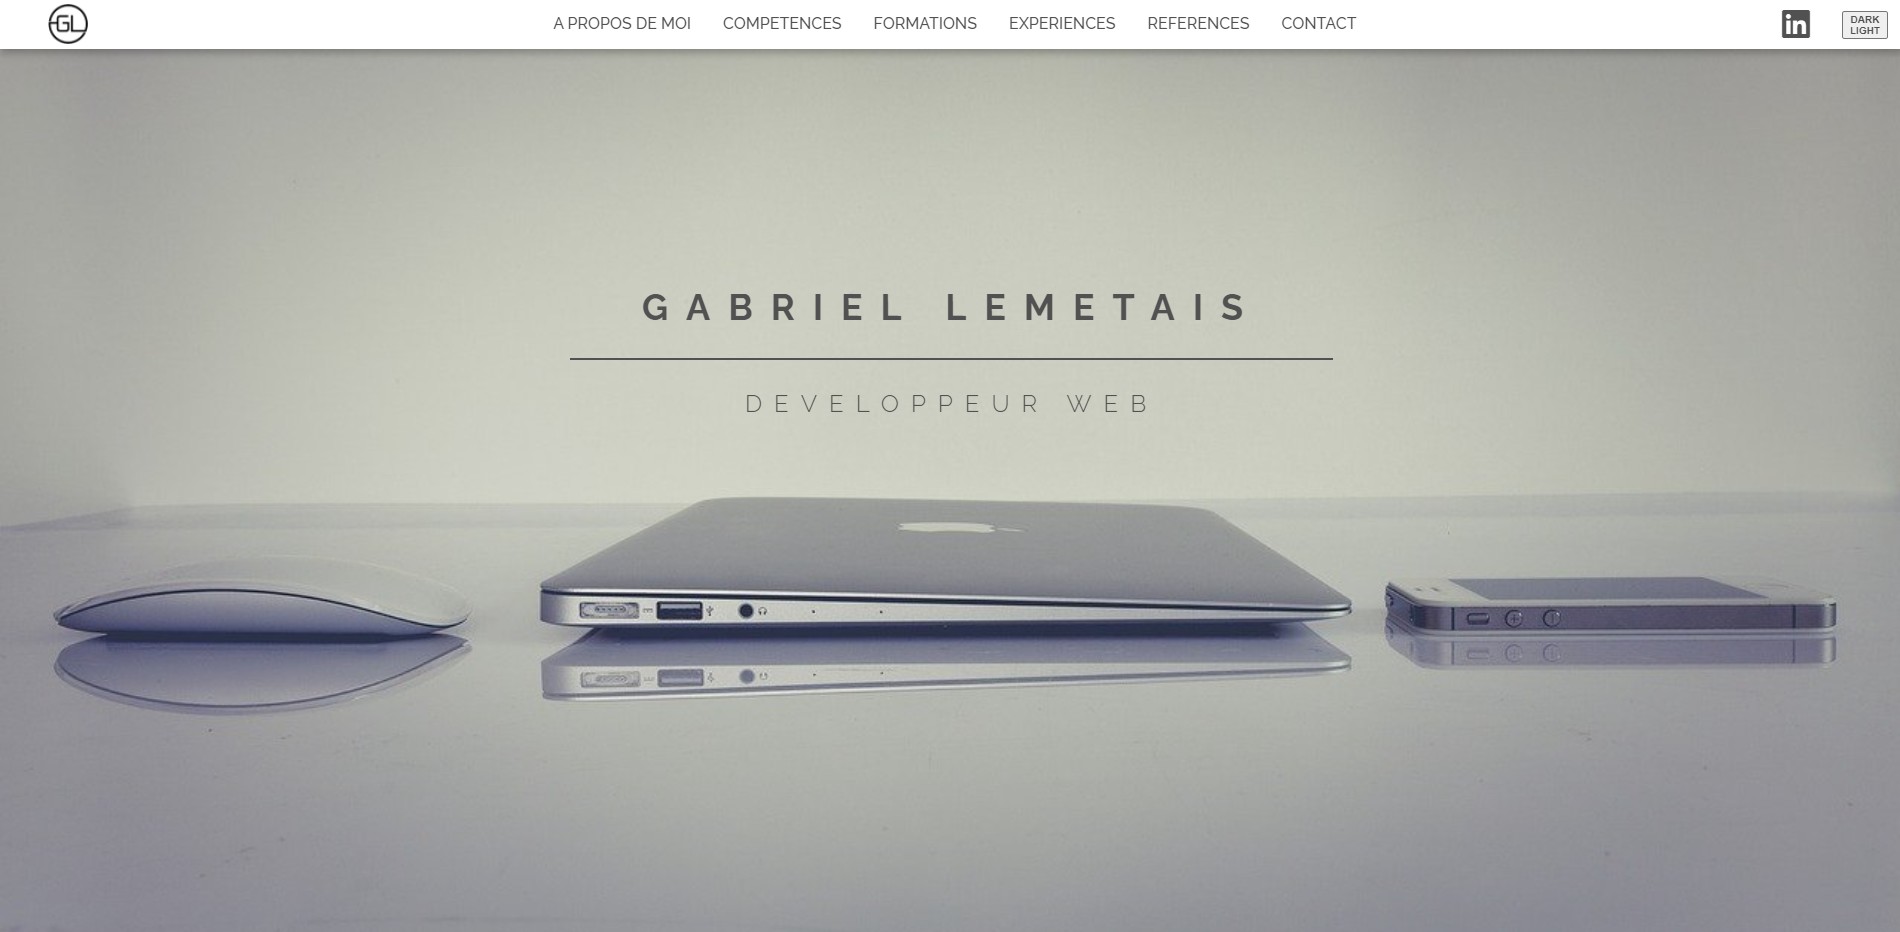 GL
A PROPOS DE MOI COMPETENCES FORMATIONS EXPERIENCES REFERENCES CONTACT
in
DARK
LIGHT
GABRIEL LEMETAIS
DEVELOPPEUR WEB